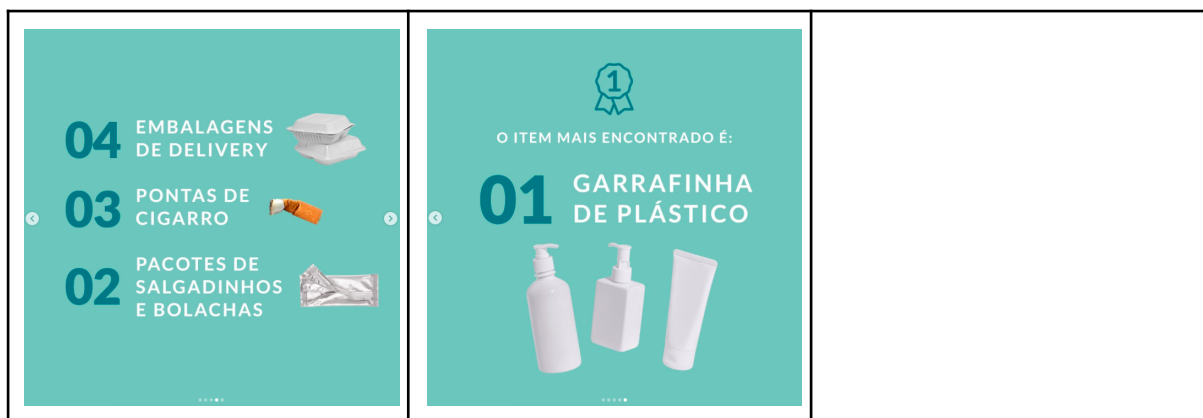 04 EMBALAGENS
DE DELIVERY
03 PONTAS DE
CIGARRO
02 PACOTES DE
SALGADINHOS
E BOLACHAS
1
O ITEM MAIS ENCONTRADO É:
01 GARRAFINHA
DE PLÁSTICO